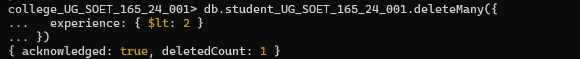 college_UG_SOET_165_24_001> db.student_UG_SOET_165_24_001.deleteMany({
...   experience: { $lt: 2 }
... })
{ acknowledged: true, deletedCount: 1 }